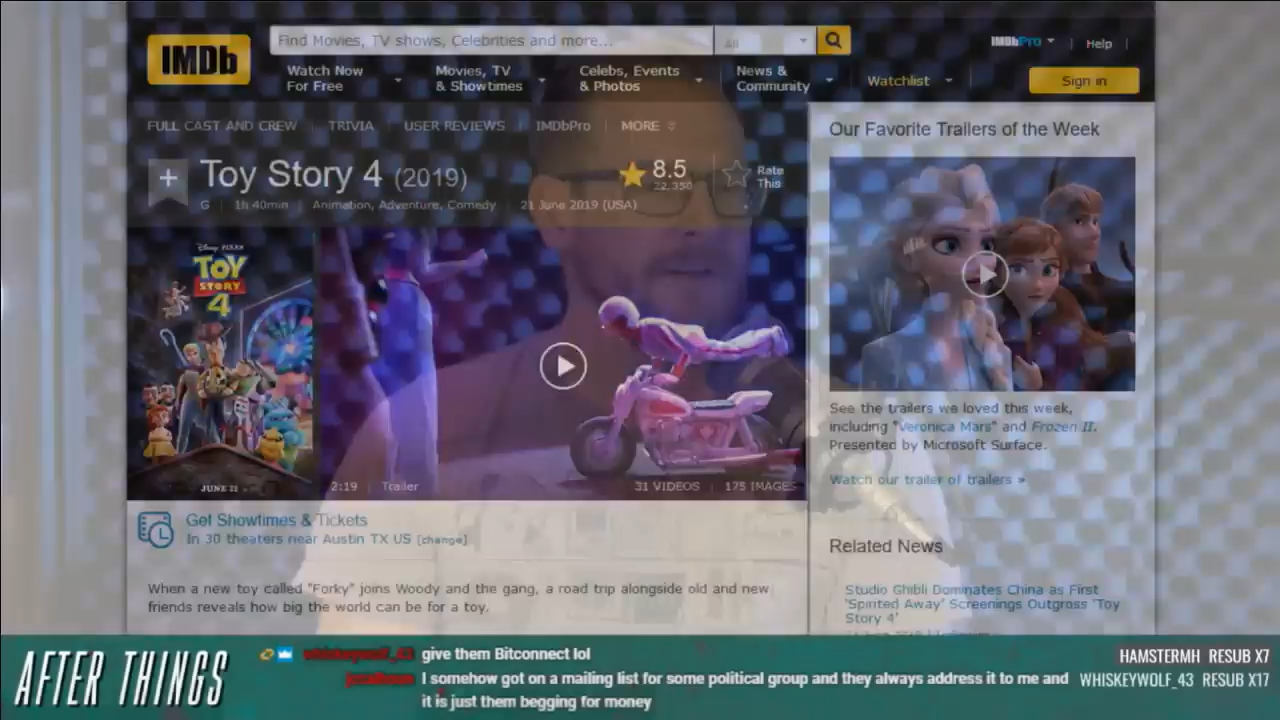 IMDb
Find Movies, TV shows, Celebrities and more...
All
IMDbPro
Help
Watch Now
For Free
Movies, TV
& Showtimes
Celebs, Events
& Photos
News &
Community
Watchlist
Sign in
FULL CAST AND CREW
TRIVIA
USER REVIEWS
IMDbPro
MORE
Toy Story 4 (2019)
8.5
22,350
Rate
This
G | 1h 40min | Animation, Adventure, Comedy | 21 June 2019 (USA)
DISNEY PIXAR
TOY
STORY
4
JUNE 21
2:19 | Trailer
31 VIDEOS | 175 IMAGES
Get Showtimes & Tickets
In 30 theaters near Austin TX US [change]
When a new toy called "Forky" joins Woody and the gang, a road trip alongside old and new
friends reveals how big the world can be for a toy.
Our Favorite Trailers of the Week
See the trailers we loved this week,
including "Veronica Mars" and Frozen II.
Presented by Microsoft Surface.
Watch our trailer of trailers »
Related News
Studio Ghibli Dominates China as First
'Spirited Away' Screenings Outgross 'Toy
Story 4'
AFTER THINGS
whiskeywolf_43 give them Bitconnect lol
I somehow got on a mailing list for some political group and they always address it to me and
it is just them begging for money
HAMSTERMH RESUB X7
WHISKEYWOLF_43 RESUB X17